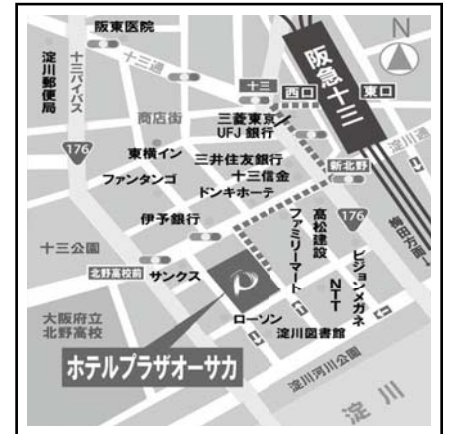 阪東医院
N
淀川郵便局
十三バイパス
十三通
阪急十三
十三
西口
東口
商店街
三菱東京
UFJ 銀行
淀川通
176
東横イン
三井住友銀行
新北野
ファンタンゴ
十三信金
ドンキホーテ
伊予銀行
ファミリーマート
高松建設
176
梅田方面
十三公園
北野高校前
サンクス
NTT
ビジョンメガネ
大阪府立
北野高校
ローソン
淀川図書館
ホテルプラザオーサカ
淀川河川公園
淀川